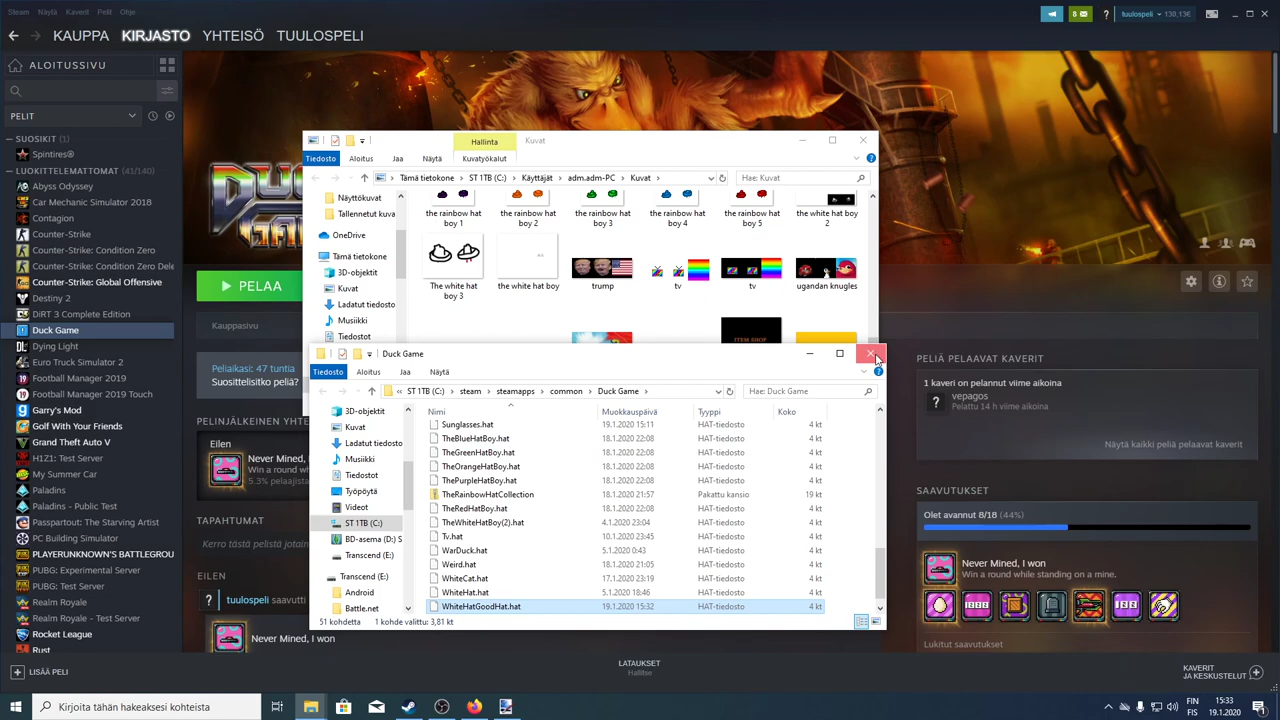 Steam Näytä Kaverit Pelit Ohje
8
?
tuulospeli 138,13€
KAUPPA KIRJASTO YHTEISÖ TUULOSPELI
ALOITUSSIVU
PELIT
SUOSIKIT (1)
Spintires®
LUOKITTELEMATTOMAT (41/140)
Abyss Odyssey
Car Mechanic Simulator 2018
Contagion
Counter-Strike
Counter-Strike: Condition Zero
Counter-Strike: Condition Zero Dele
Counter-Strike: Global Offensive
Destiny 2
DiRT 3 Complete Edition
Duck Game
Dying Light
Euro Truck Simulator 2
Football Manager 2019
Football Manager 2019 Touch
Garry's Mod
Golf With Your Friends
Grand Theft Auto V
H1Z1: Test Server
My Summer Car
Paladins
Paladins - Public Test
Passpartout: The Starving Artist
PC Building Simulator
PLAYERUNKNOWN'S BATTLEGROU
PUBG: Experimental Server
PUBG: Test Server
Realm Royale
Realm Royale - Test Server
Rocket League
Rust
LISÄÄ PELI
PELAA
Kauppasivu
Peliaikasi: 47 tuntia
Suosittelisitko peliä?
PELINJÄLKEINEN YHTEENVETO
Eilen
Never Mined, I won
Win a round while
5.3% pelaajista
TAPAHTUMAT
Kerro tästä pelistä jotain
EILEN
? tuulospeli saavutti
Never Mined, I won
Hallinta
Kuvat
Tiedosto Aloitus Jaa Näytä Kuvatyökalut
Tämä tietokone > ST 1TB (C:) > Käyttäjät > adm.adm-PC > Kuvat >
Hae: Kuvat
Näyttökuvat
Tallennetut kuva
OneDrive
Tämä tietokone
3D-objektit
Kuvat
Ladatut tiedosto
Musiikki
Tiedostot
the rainbow hat boy 1
the rainbow hat boy 2
the rainbow hat boy 3
the rainbow hat boy 4
the rainbow hat boy 5
the white hat boy 2
The white hat boy 3
the white hat boy
trump
tv
tv
ugandan knugles
ITEM SHOP
Duck Game
Tiedosto Aloitus Jaa Näytä
« ST 1TB (C:) > steam > steamapps > common > Duck Game >
Hae: Duck Game
3D-objektit
Kuvat
Ladatut tiedosto
Musiikki
Tiedostot
Työpöytä
Videot
ST 1TB (C:)
BD-asema (D:) S
Transcend (E:)
Transcend (E:)
Android
Battle.net
Nimi Muokkauspäivä Tyyppi Koko
Sunglasses.hat 19.1.2020 15:11 HAT-tiedosto 4 kt
TheBlueHatBoy.hat 18.1.2020 22:08 HAT-tiedosto 4 kt
TheGreenHatBoy.hat 18.1.2020 22:08 HAT-tiedosto 4 kt
TheOrangeHatBoy.hat 18.1.2020 22:08 HAT-tiedosto 4 kt
ThePurpleHatBoy.hat 18.1.2020 22:08 HAT-tiedosto 4 kt
TheRainbowHatCollection 18.1.2020 21:57 Pakattu kansio 19 kt
TheRedHatBoy.hat 18.1.2020 22:08 HAT-tiedosto 4 kt
TheWhiteHatBoy(2).hat 4.1.2020 23:04 HAT-tiedosto 4 kt
Tv.hat 10.1.2020 23:45 HAT-tiedosto 4 kt
WarDuck.hat 5.1.2020 0:43 HAT-tiedosto 4 kt
Weird.hat 18.1.2020 21:05 HAT-tiedosto 4 kt
WhiteCat.hat 17.1.2020 23:19 HAT-tiedosto 4 kt
WhiteHat.hat 5.1.2020 18:46 HAT-tiedosto 4 kt
WhiteHatGoodHat.hat 19.1.2020 15:32 HAT-tiedosto 4 kt
51 kohdetta 1 kohde valittu: 3,81 kt
PELIÄ PELAAVAT KAVERIT
1 kaveri on pelannut viime aikoina
?
vepagos
Pelattu 14 h viime aikoina
Näytä kaikki peliä pelaavat kaverit
SAAVUTUKSET
Olet avannut 8/18 (44%)
Never Mined, I won
Win a round while standing on a mine.
Lukitut saavutukset
LATAUKSET
Hallitse
KAVERIT
JA KESKUSTELUT
Kirjoita tähän hakeaksesi kohteista
FIN
FIS
15:33
19.1.2020
1